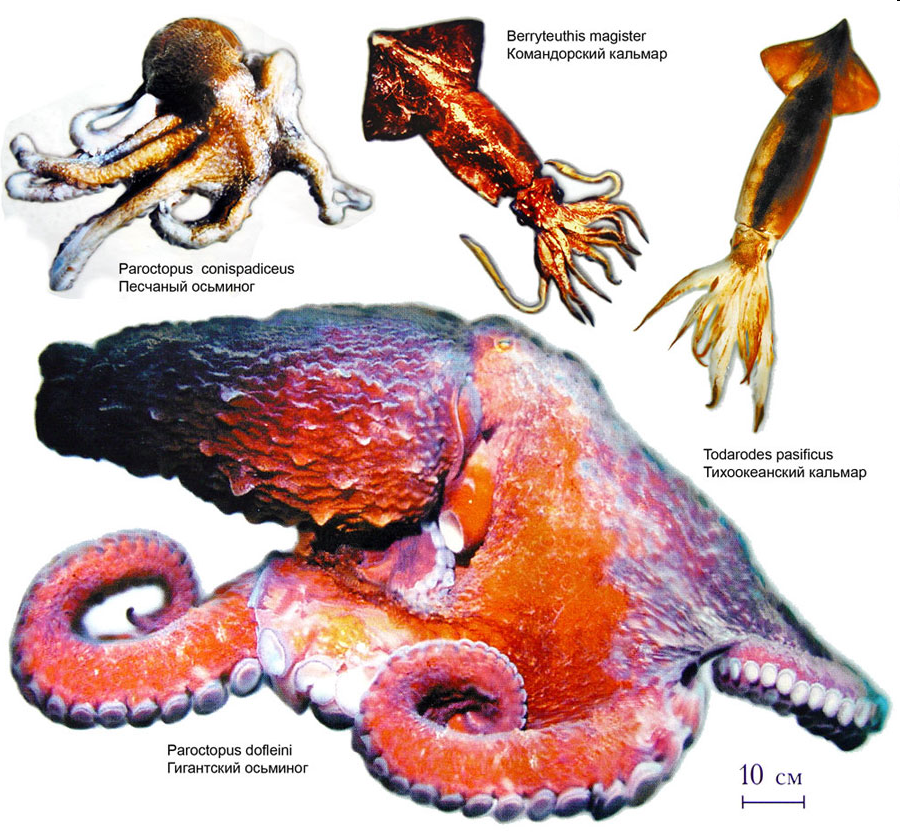 Berryteuthis magister
Командорский кальмар
Paroctopus conispadiceus
Песчаный осьминог
Todarodes pasificus
Тихоокеанский кальмар
Paroctopus dofleini
Гигантский осьминог
10 см